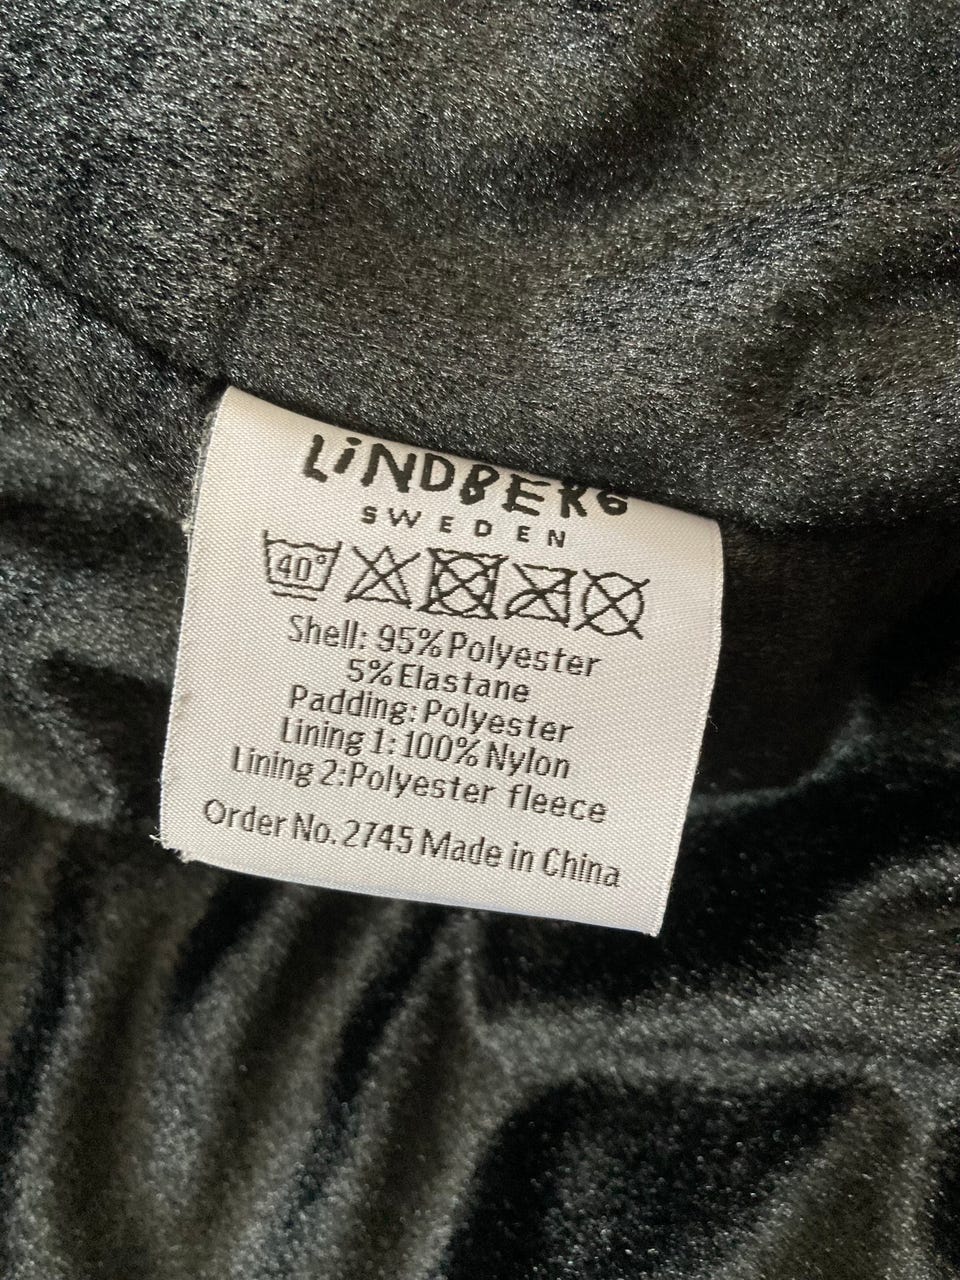 LiNDBERG
SWEDEN
40°
Shell: 95% Polyester
5% Elastane
Padding: Polyester
Lining 1: 100% Nylon
Lining 2:Polyester fleece
Order No. 2745 Made in China